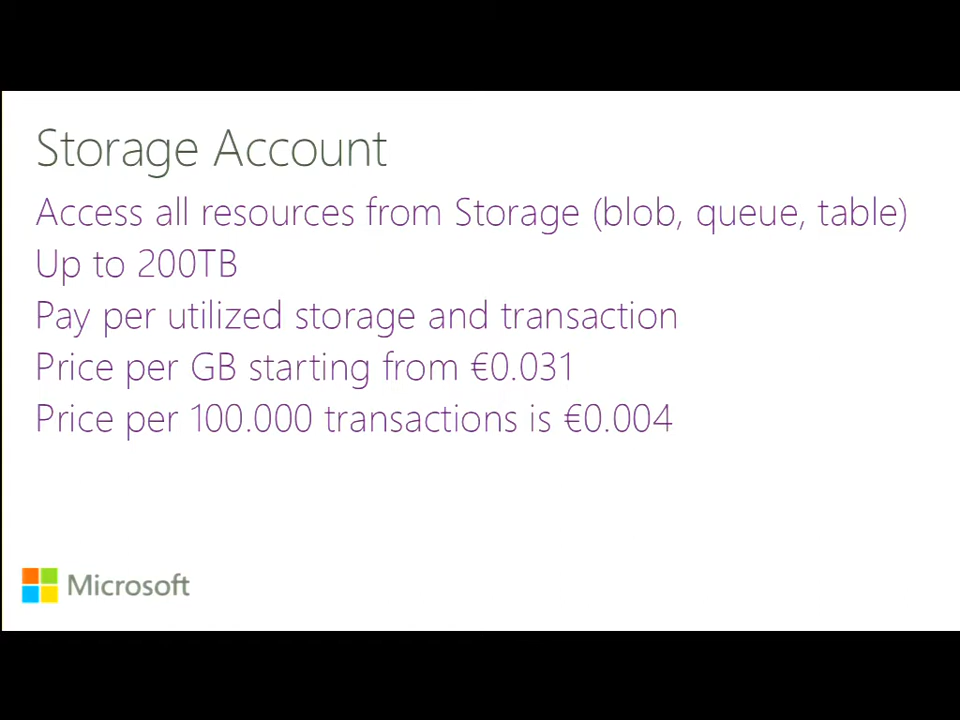 Storage Account
Access all resources from Storage (blob, queue, table)
Up to 200TB
Pay per utilized storage and transaction
Price per GB starting from €0.031
Price per 100.000 transactions is €0.004
Microsoft